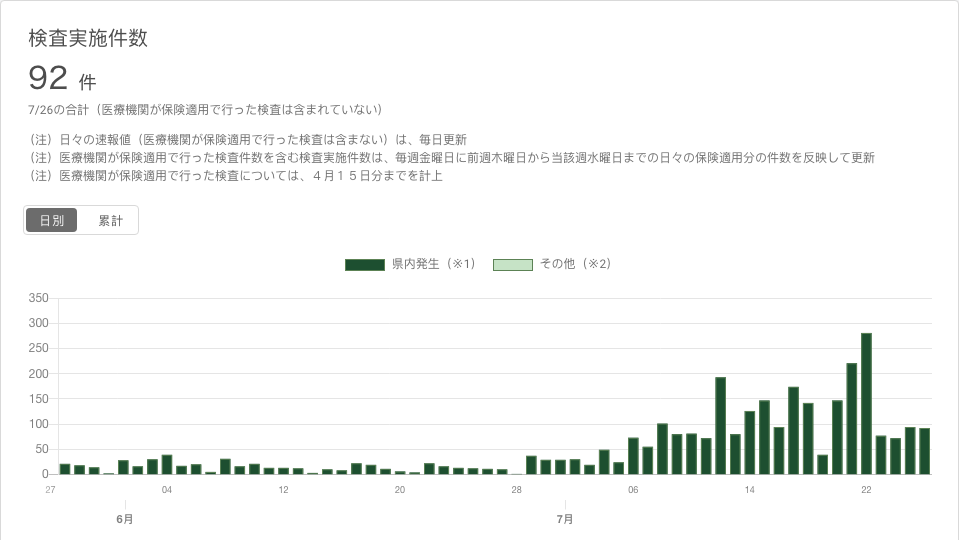 検査実施件数
92 件
7/26の合計（医療機関が保険適用で行った検査は含まれていない）
（注）日々の速報値（医療機関が保険適用で行った検査は含まない）は、毎日更新
（注）医療機関が保険適用で行った検査件数を含む検査実施件数は、毎週金曜日に前週木曜日から当該週水曜日までの日々の保険適用分の件数を反映して更新
（注）医療機関が保険適用で行った検査については、４月１５日分までを計上
日別 累計
県内発生（※1） その他（※2）
350
300
250
200
150
100
50
0
27 04 12 20 28 06 14 22
6月 7月